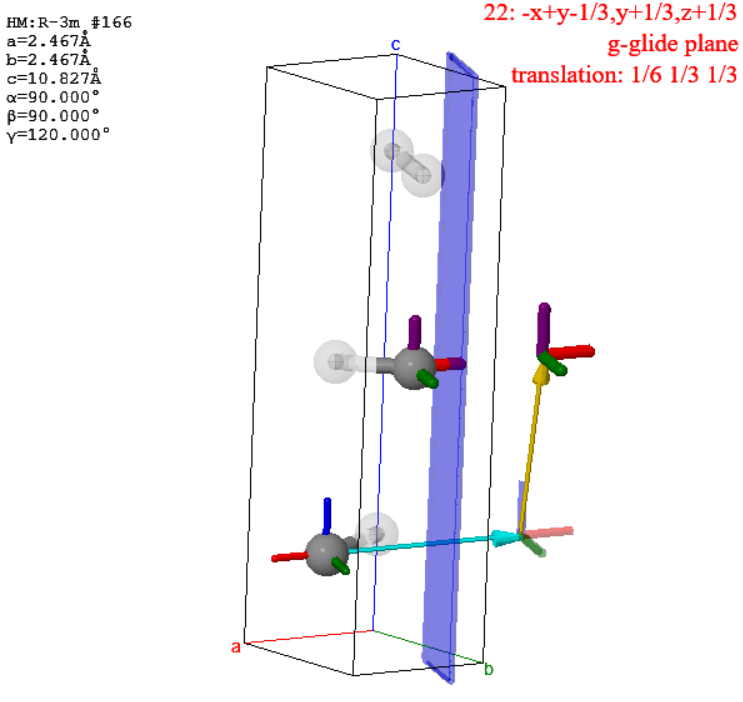 HM:R-3m #166
a=2.467Å
b=2.467Å
c=10.827Å
α=90.000°
β=90.000°
γ=120.000°
22: -x+y-1/3,y+1/3,z+1/3
g-glide plane
translation: 1/6 1/3 1/3
c
a
b